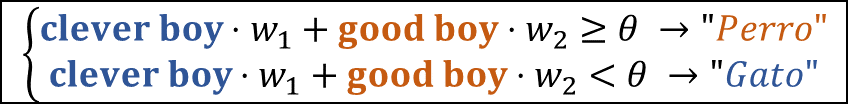 clever boy · w₁ + good boy · w₂ ≥ θ → "Perro"
clever boy · w₁ + good boy · w₂ < θ → "Gato"